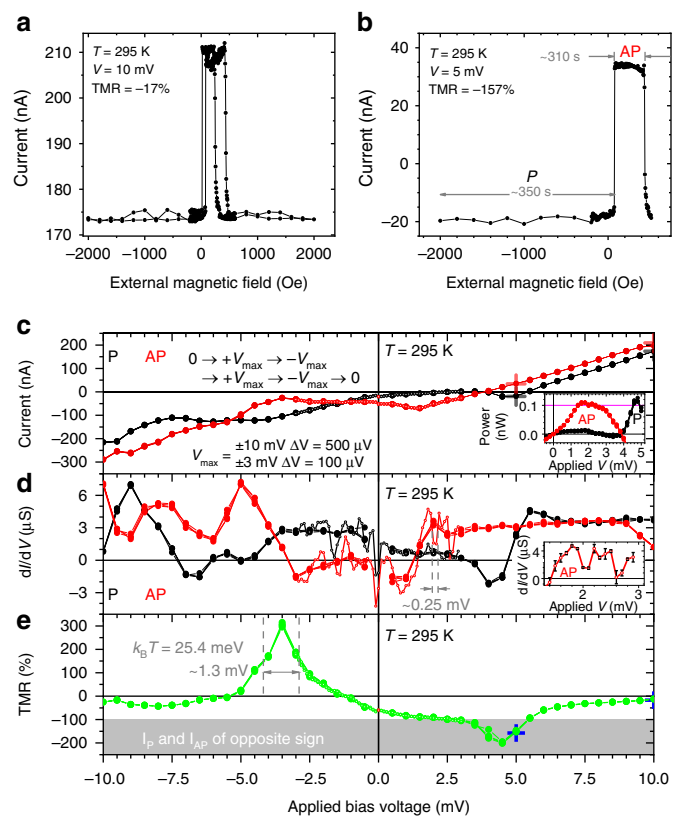 a
T = 295 K
V = 10 mV
TMR = −17%
210
200
190
180
170
Current (nA)
−2000
−1000
0
1000
2000
External magnetic field (Oe)
b
T = 295 K
V = 5 mV
TMR = −157%
AP
~310 s
P
~350 s
40
20
0
−20
Current (nA)
−2000
0
External magnetic field (Oe)
c
P AP
0 → +Vmax → −Vmax
→ +Vmax → −Vmax → 0
T = 295 K
Vmax = ±10 mV ΔV = 500 μV
±3 mV ΔV = 100 μV
200
100
0
−100
−200
−300
Current (nA)
Power (nW)
0.1
0.0
AP
P
0 1 2 3 4 5
Applied V (mV)
d
T = 295 K
6
3
0
−3
dI/dV (μS)
P AP
~0.25 mV
dI/dV (μS)
4
0
AP
2
3
Applied V (mV)
e
T = 295 K
kBT = 25.4 meV
~1.3 mV
300
200
100
0
−100
−200
TMR (%)
IP and IAP of opposite sign
−10.0
−7.5
−5.0
−2.5
0.0
2.5
5.0
7.5
10.0
Applied bias voltage (mV)